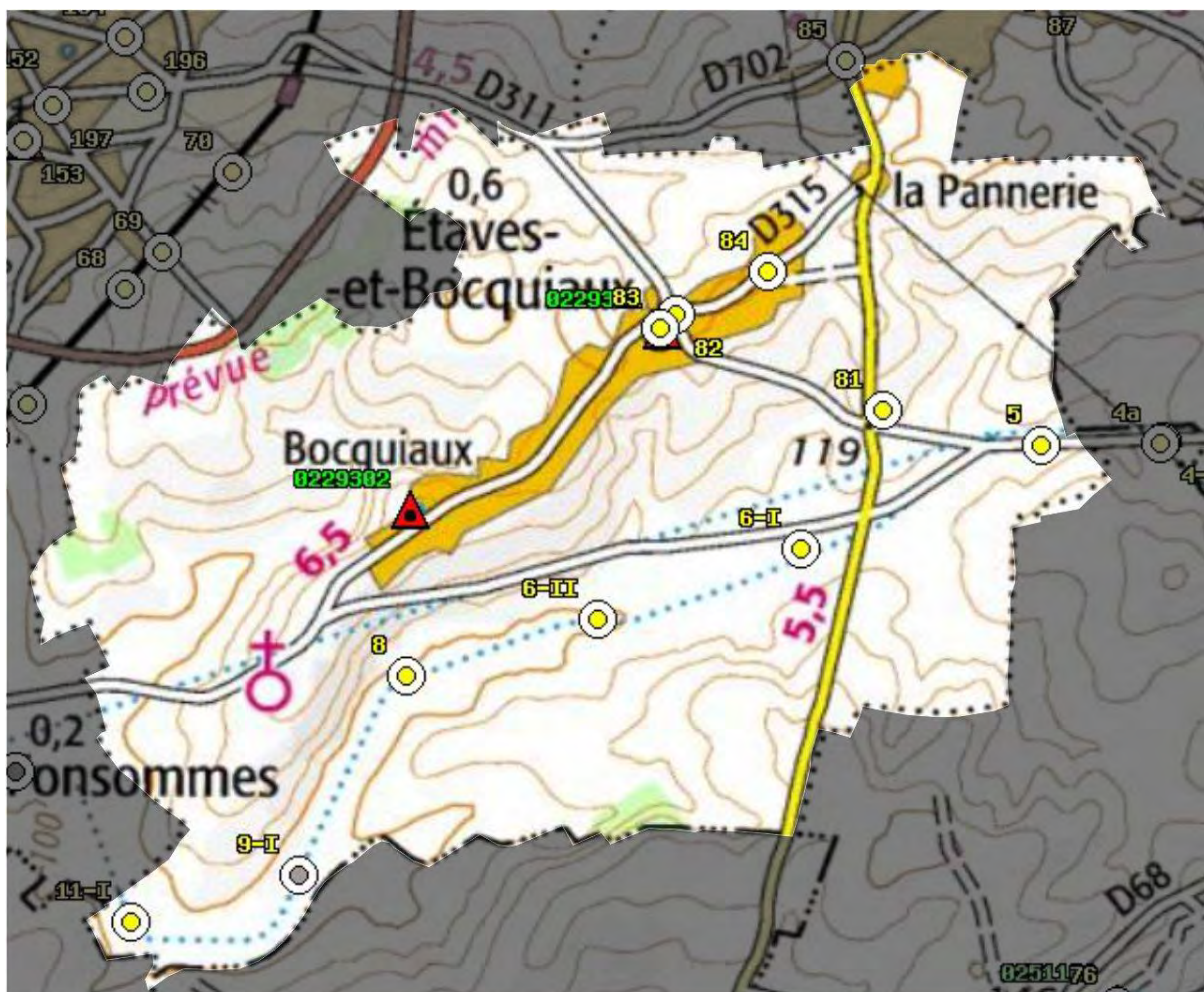 196
85
87
152
4,5
D702
D311
197
70
153
0,6
la Pannerie
Etaves-
D315
69
84
68
-et-Bocquiaux
83
82
prévue
81
5
4a
Bocquiaux
119
0229302
6-I
6,5
6-II
5,5
8
0,2
onsommes
100
9-I
11-I
D68